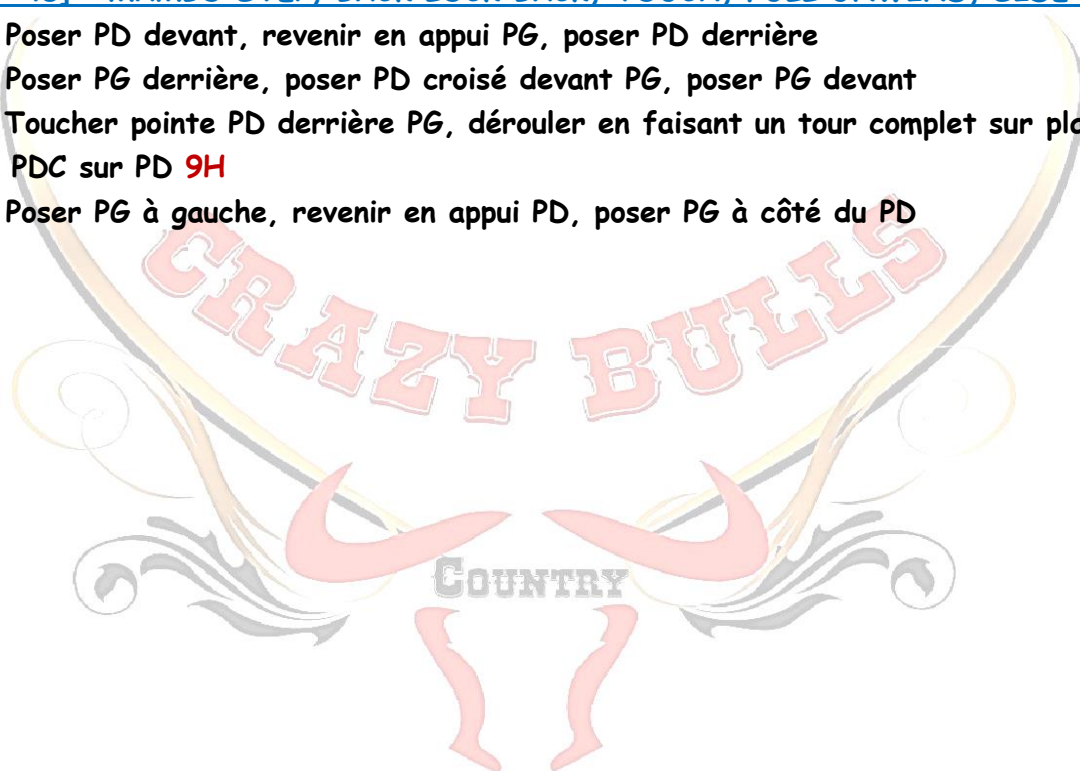 Poser PD devant, revenir en appui PG, poser PD derrière
Poser PG derrière, poser PD croisé devant PG, poser PG devant
Toucher pointe PD derrière PG, dérouler en faisant un tour complet sur
PDC sur PD 9H
Poser PG à gauche, revenir en appui PD, poser PG à côté du PD
CRAZY BULLS
COUNTRY